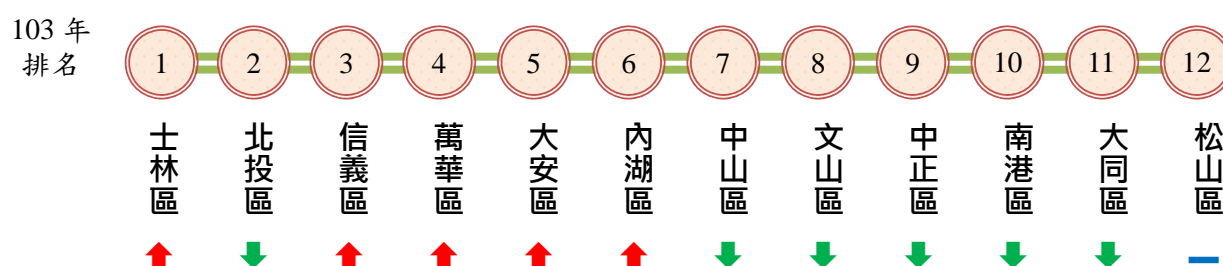 103 年
排名
1 2 3 4 5 6 7 8 9 10 11 12
士林區 北投區 信義區 萬華區 大安區 內湖區 中山區 文山區 中正區 南港區 大同區 松山區